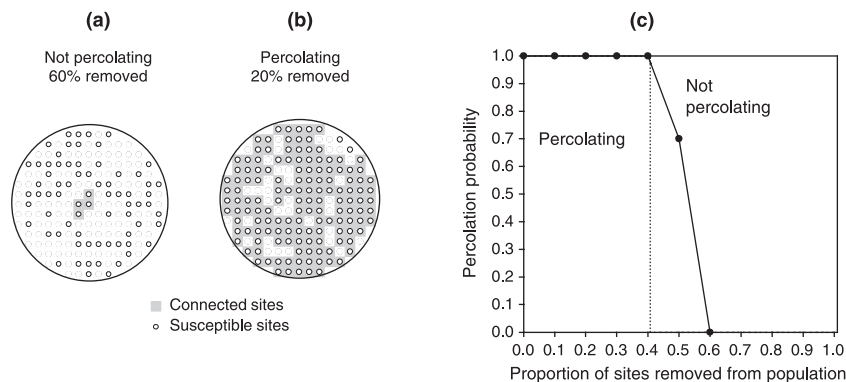 (a)
Not percolating
60% removed
(b)
Percolating
20% removed
Connected sites
Susceptible sites
(c)
Percolation probability
1.0
0.9
0.8
0.7
0.6
0.5
0.4
0.3
0.2
0.1
0.0
Percolating
Not
percolating
0.0 0.1 0.2 0.3 0.4 0.5 0.6 0.7 0.8 0.9 1.0
Proportion of sites removed from population